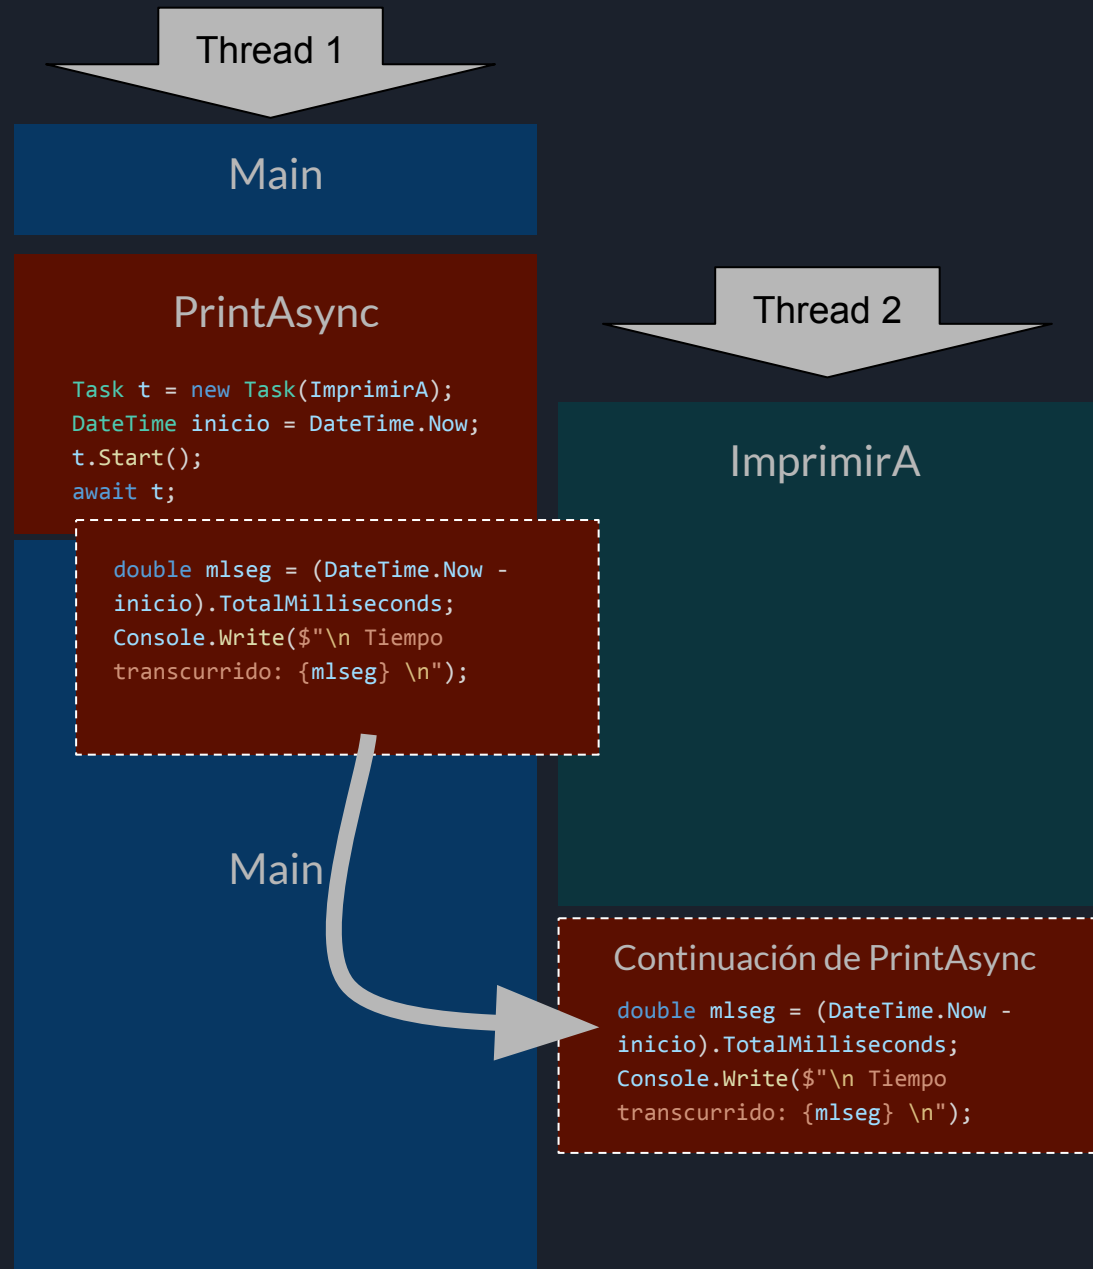 Thread 1
Main
PrintAsync
Task t = new Task(ImprimirA);
DateTime inicio = DateTime.Now;
t.Start();
await t;
double mlseg = (DateTime.Now -
inicio).TotalMilliseconds;
Console.Write($"\n Tiempo
transcurrido: {mlseg} \n");
Main
Thread 2
ImprimirA
Continuación de PrintAsync
double mlseg = (DateTime.Now -
inicio).TotalMilliseconds;
Console.Write($"\n Tiempo
transcurrido: {mlseg} \n");